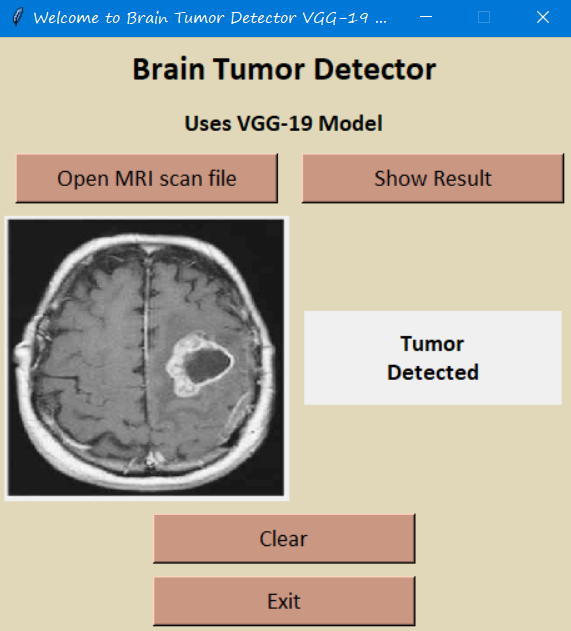 Welcome to Brain Tumor Detector VGG-19 ...
Brain Tumor Detector
Uses VGG-19 Model
Open MRI scan file
Show Result
Tumor
Detected
Clear
Exit